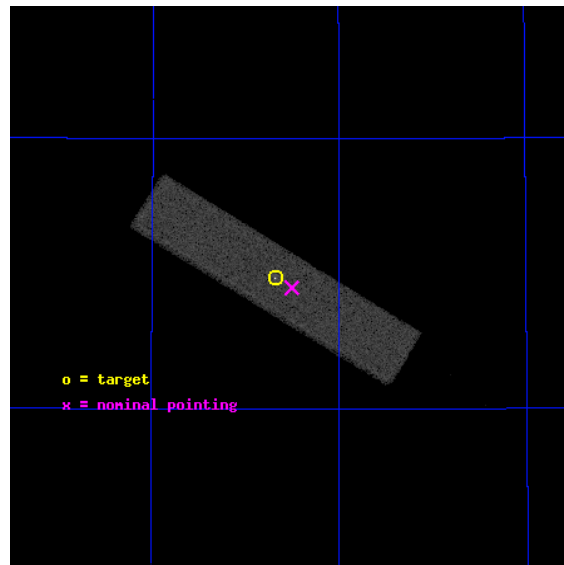 o = target
x = nominal pointing